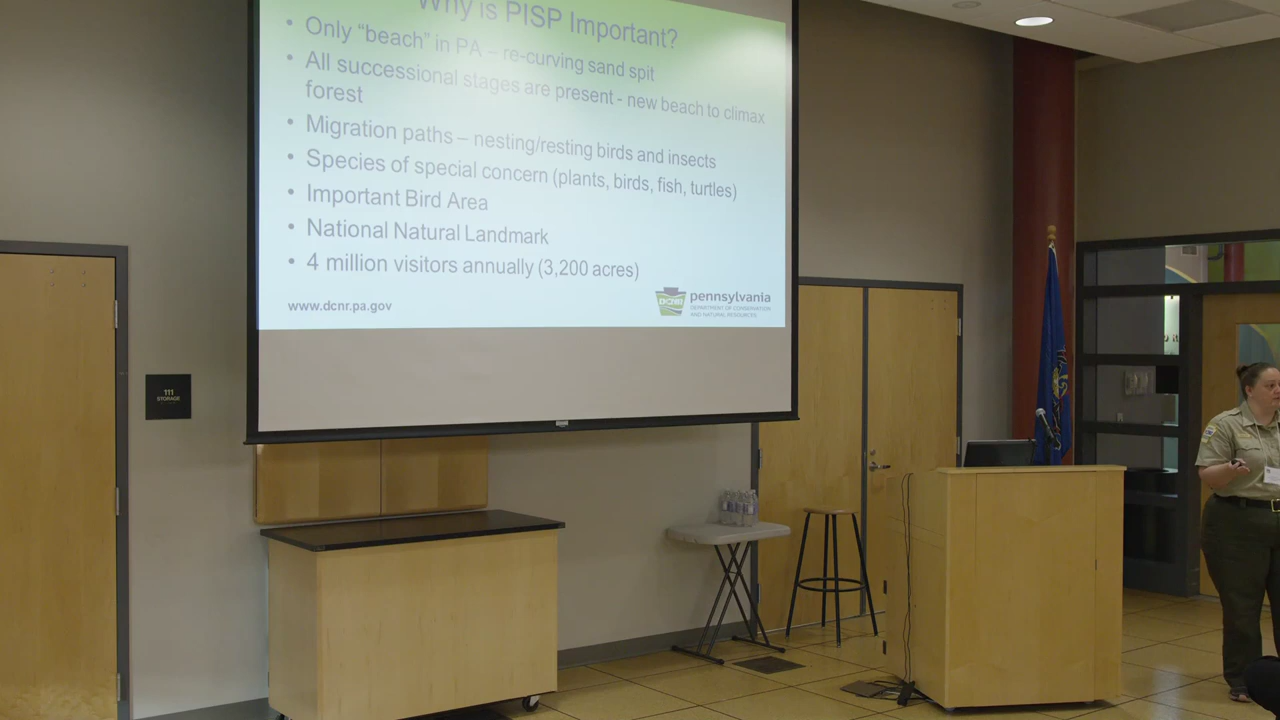 Why is PISP Important?
• Only “beach” in PA – re-curving sand spit
• All successional stages are present - new beach to climax
forest
• Migration paths – nesting/resting birds and insects
• Species of special concern (plants, birds, fish, turtles)
• Important Bird Area
• National Natural Landmark
• 4 million visitors annually (3,200 acres)
www.dcnr.pa.gov
DCNR
pennsylvania
DEPARTMENT OF CONSERVATION
AND NATURAL RESOURCES
111
STORAGE